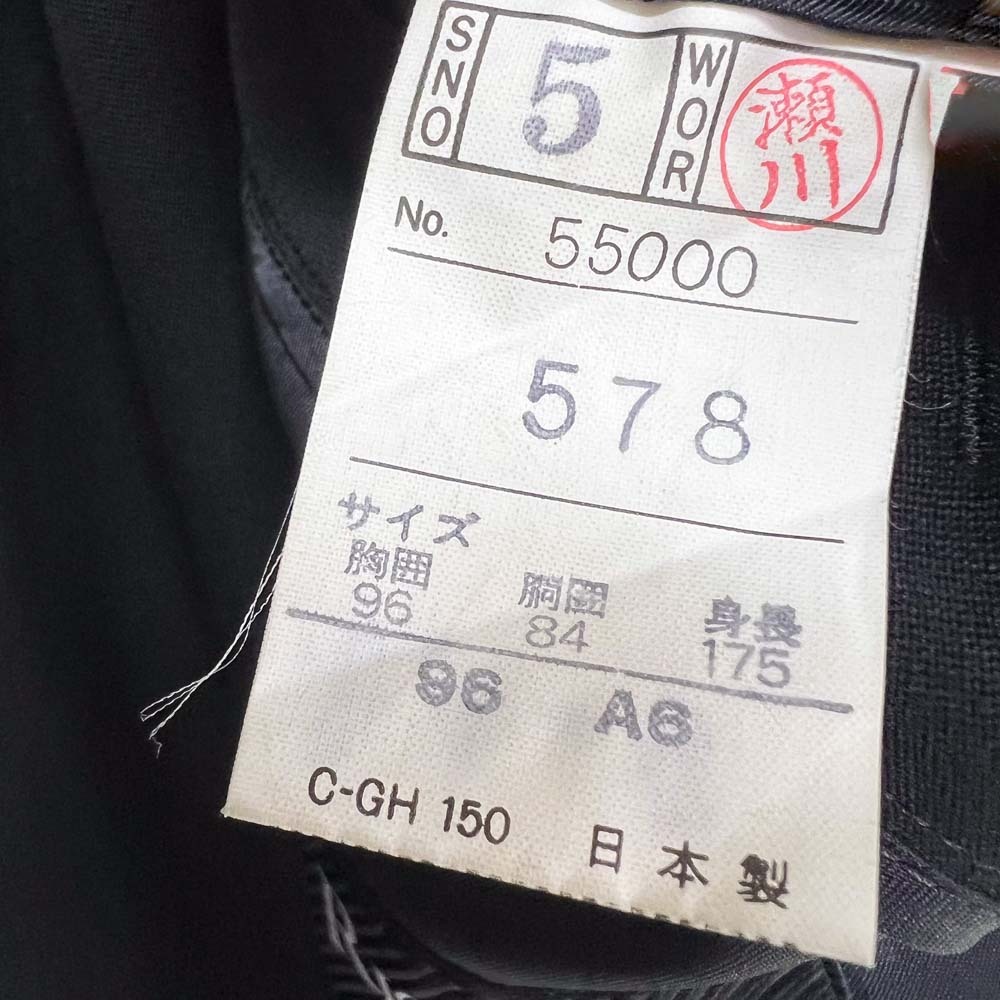 SNO 5 WOR 瀬川
No. 55000
578
サイズ
胸囲 胴囲 身長
96 84 175
96 A6
C-GH 150 日本製